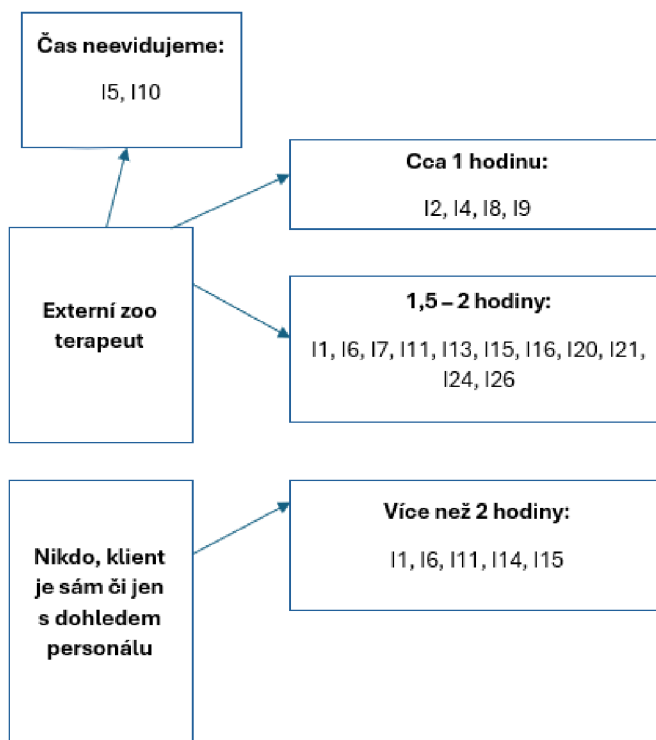 Čas neevidujeme:
I5, I10
Cca 1 hodinu:
I2, I4, I8, I9
Externí zoo
terapeut
1,5 – 2 hodiny:
I1, I6, I7, I11, I13, I15, I16, I20, I21,
I24, I26
Nikdo, klient
je sám či jen
s dohledem
personálu
Více než 2 hodiny:
I1, I6, I11, I14, I15